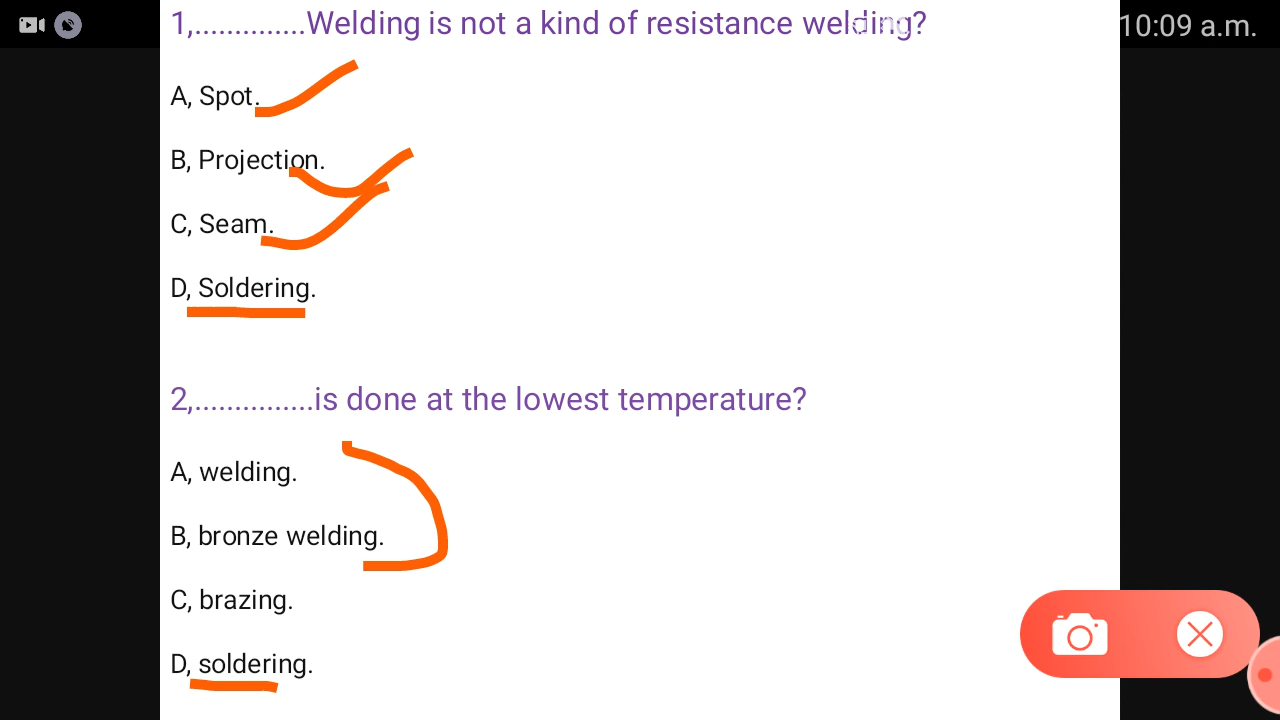 1,..............Welding is not a kind of resistance welding?
10:09 a.m.
A, Spot.
B, Projection.
C, Seam.
D, Soldering.
2,...............is done at the lowest temperature?
A, welding.
B, bronze welding.
C, brazing.
D, soldering.